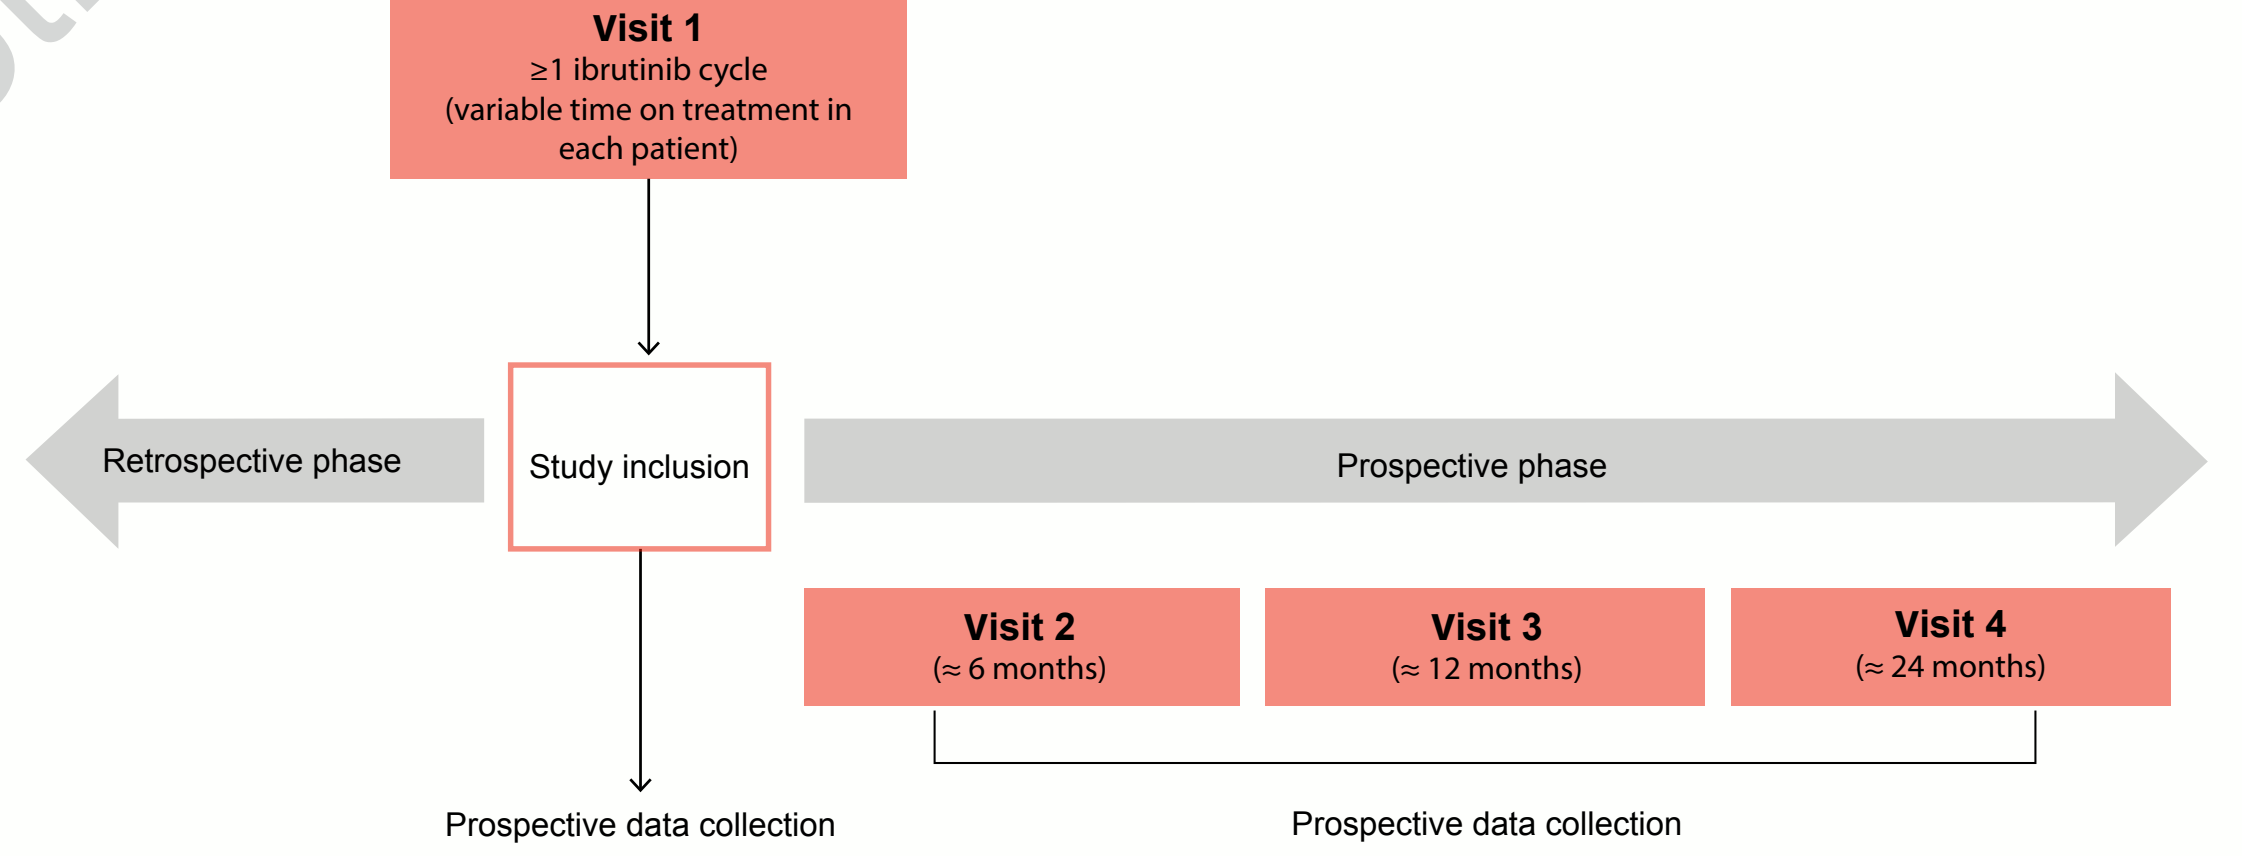 Visit 1
≥1 ibrutinib cycle
(variable time on treatment in
each patient)
Retrospective phase
Study inclusion
Prospective phase
Visit 2
(≈ 6 months)
Visit 3
(≈ 12 months)
Visit 4
(≈ 24 months)
Prospective data collection
Prospective data collection